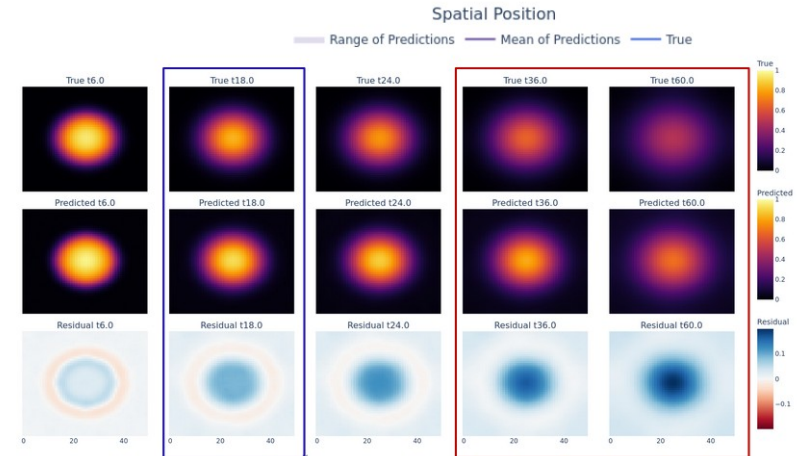 Spatial Position
Range of Predictions Mean of Predictions True
True t6.0 True t18.0 True t24.0 True t36.0 True t60.0
True
1
0.8
0.6
0.4
0.2
0
Predicted t6.0 Predicted t18.0 Predicted t24.0 Predicted t36.0 Predicted t60.0
Predicted
1
0.8
0.6
0.4
0.2
0
Residual t6.0 Residual t18.0 Residual t24.0 Residual t36.0 Residual t60.0
Residual
0.1
0
−0.1
0 20 40 0 20 40 0 20 40 0 20 40 0 20 40